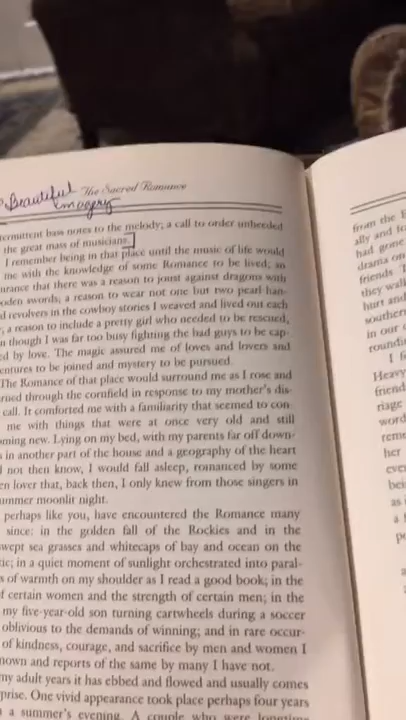 Beautiful
imagery
The Sacred Romance
ermittent bass notes to the melody; a call to order unheeded
the great mass of musicians.
I remember being in that place until the music of life would
me with the knowledge of some Romance to be lived; an
urance that there was a reason to joust against dragons with
oden swords; a reason to wear not one but two pearl-han-
d revolvers in the cowboy stories I weaved and lived out each
, a reason to include a pretty girl who needed to be rescued,
n though I was far too busy fighting the bad guys to be cap-
ed by love. The magic assured me of loves and lovers and
entures to be joined and mystery to be pursued.
The Romance of that place would surround me as I rose and
rned through the cornfield in response to my mother's dis-
call. It comforted me with a familiarity that seemed to con-
me with things that were at once very old and still
oming new. Lying on my bed, with my parents far off down-
s in another part of the house and a geography of the heart
l not then know, I would fall asleep, romanced by some
en lover that, back then, I only knew from those singers in
ummer moonlit night.
perhaps like you, have encountered the Romance many
since: in the golden fall of the Rockies and in the
swept sea grasses and whitecaps of bay and ocean on the
tic; in a quiet moment of sunlight orchestrated into paral-
s of warmth on my shoulder as I read a good book; in the
f certain women and the strength of certain men; in the
my five-year-old son turning cartwheels during a soccer
oblivious to the demands of winning; and in rare occur-
of kindness, courage, and sacrifice by men and women I
nown and reports of the same by many I have not.
my adult years it has ebbed and flowed and usually comes
prise. One vivid appearance took place perhaps four years
a summer's evening. A couple who were longtime
from the
ally and
had gone
drama on
friends
they walk
hurt and
southern
in our
roundi
I
Heavy
friend
riage
word
reme
her
even
bei
as
a